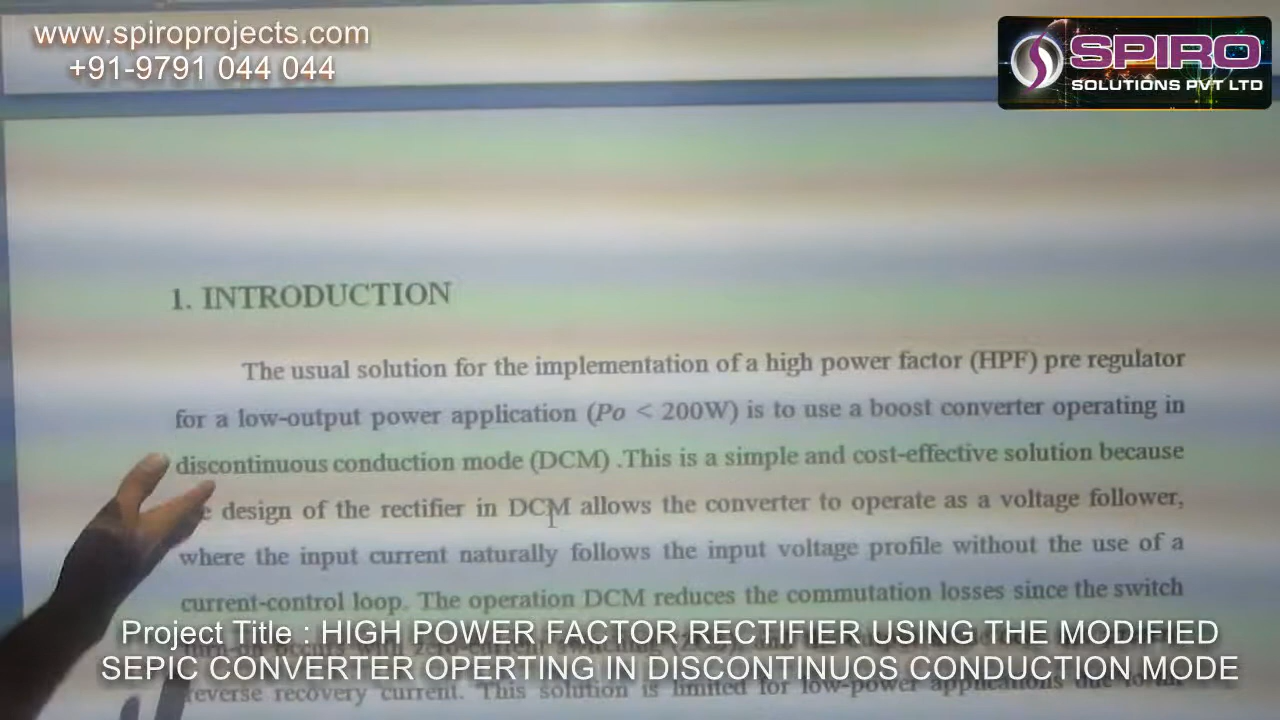 www.spiroprojects.com
+91-9791 044 044
SPIRO
SOLUTIONS PVT LTD
1. INTRODUCTION
The usual solution for the implementation of a high power factor (HPF) pre regulator
for a low-output power application (Po < 200W) is to use a boost converter operating in
discontinuous conduction mode (DCM) .This is a simple and cost-effective solution because
design of the rectifier in DCM allows the converter to operate as a voltage follower,
where the input current naturally follows the input voltage profile without the use of a
current-control loop. The operation DCM reduces the commutation losses since the switch
Project Title : HIGH POWER FACTOR RECTIFIER USING THE MODIFIED
SEPIC CONVERTER OPERTING IN DISCONTINUOS CONDUCTION MODE
reverse recovery current. This solution is limited for low-power applications